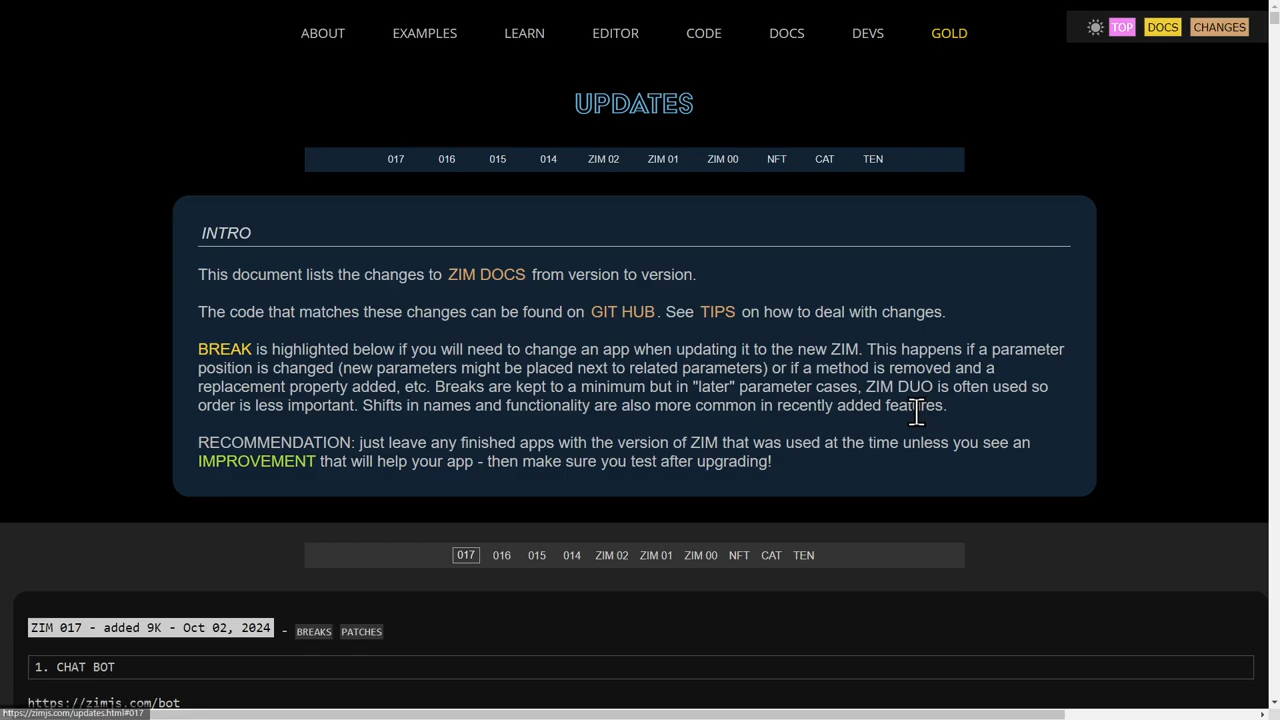 ABOUT EXAMPLES LEARN EDITOR CODE DOCS DEVS GOLD
TOP DOCS CHANGES
UPDATES
017 016 015 014 ZIM 02 ZIM 01 ZIM 00 NFT CAT TEN
INTRO
This document lists the changes to ZIM DOCS from version to version.
The code that matches these changes can be found on GIT HUB. See TIPS on how to deal with changes.
BREAK is highlighted below if you will need to change an app when updating it to the new ZIM. This happens if a parameter
position is changed (new parameters might be placed next to related parameters) or if a method is removed and a
replacement property added, etc. Breaks are kept to a minimum but in "later" parameter cases, ZIM DUO is often used so
order is less important. Shifts in names and functionality are also more common in recently added features.
RECOMMENDATION: just leave any finished apps with the version of ZIM that was used at the time unless you see an
IMPROVEMENT that will help your app - then make sure you test after upgrading!
017 016 015 014 ZIM 02 ZIM 01 ZIM 00 NFT CAT TEN
ZIM 017 - added 9K - Oct 02, 2024 - BREAKS PATCHES
1. CHAT BOT
https://zimjs.com/bot
https://zimjs.com/updates.html#017